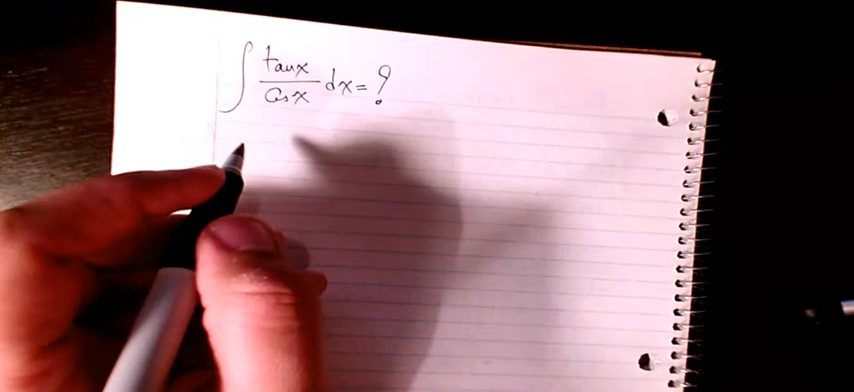 ∫ tanx/cosx dx = ?